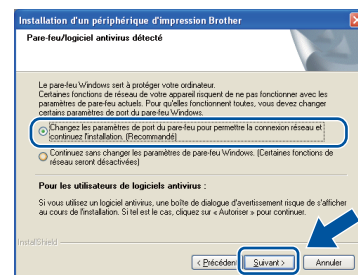 Installation d'un périphérique d'impression Brother
Pare-feu/logiciel antivirus détecté
Le pare-feu Windows sert à protéger votre ordinateur.
Certaines fonctions de réseau de votre appareil risquent de ne pas fonctionner avec les
paramètres de pare-feu actuels. Pour qu'elles fonctionnent toutes, vous devez changer
certains paramètres de port du pare-feu Windows.
Changez les paramètres de port du pare-feu pour permettre la connexion réseau et
continuez l'installation. (Recommandé)
Continuez sans changer les paramètres de pare-feu Windows. (Certaines fonctions de
réseau seront désactivées)
Pour les utilisateurs de logiciels antivirus :
Si vous utilisez un logiciel antivirus, une boîte de dialogue d'avertissement risque de s'afficher
au cours de l'installation. Si tel est le cas, cliquez sur « Autoriser » pour continuer.
InstallShield
< Précédent Suivant > Annuler